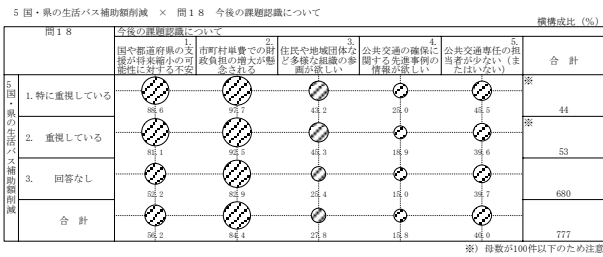 5 国・県の生活バス補助額削減 × 問18 今後の課題認識について
横構成比(%)
問18
今後の課題認識について
1.
国や都道府県の支援が将来縮小の可能性に対する不安
2.
市町村単費での財政負担の増大が懸念される
3.
住民や地域団体など多様な組織の参画が欲しい
4.
公共交通の確保に関する先進事例の情報が欲しい
5.
公共交通専任の担当者が少ない(またはいない)
合 計
5国・県の生活バス補助額削減
1.特に重視している
88.6 97.7 43.2 25.0 45.5
※
44
2. 重視している
81.1 92.5 45.3 18.9 39.6
※
53
3. 回答なし
52.2 82.9 25.4 15.0 39.7
680
合 計
56.2 84.4 27.8 15.8 40.0
777
※)母数が100件以下のため注意